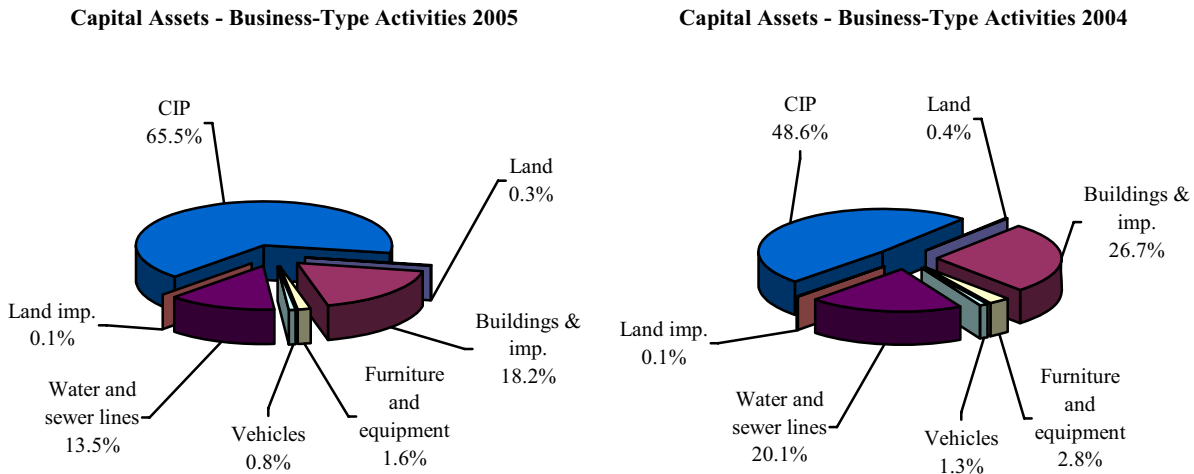 Capital Assets - Business-Type Activities 2005
CIP
65.5%
Land
0.3%
Buildings &
imp.
18.2%
Furniture
and
equipment
1.6%
Vehicles
0.8%
Water and
sewer lines
13.5%
Land imp.
0.1%
Capital Assets - Business-Type Activities 2004
CIP
48.6%
Land
0.4%
Buildings &
imp.
26.7%
Furniture
and
equipment
2.8%
Vehicles
1.3%
Water and
sewer lines
20.1%
Land imp.
0.1%